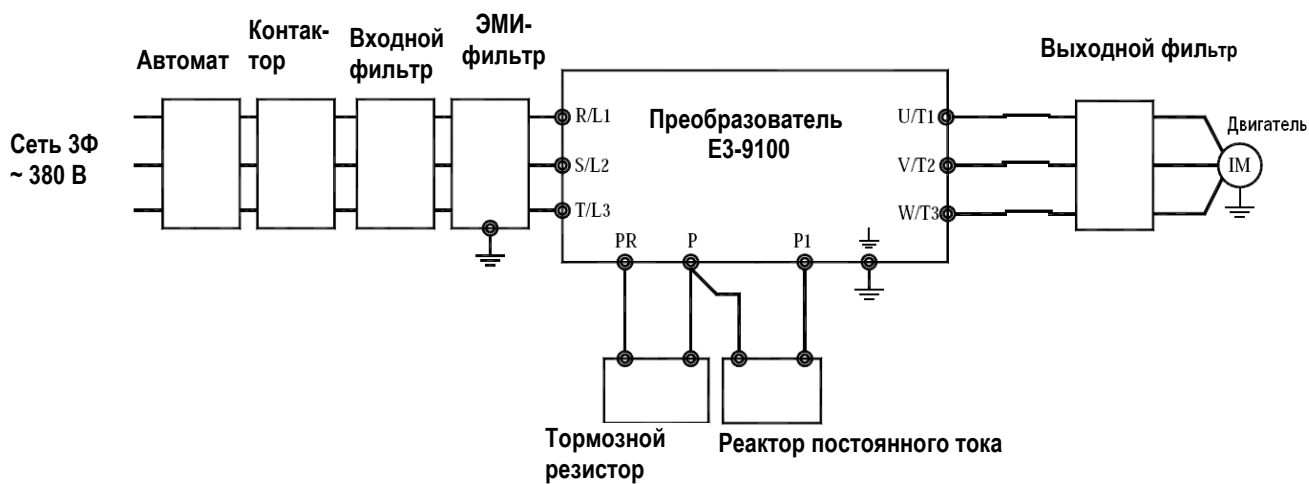 Автомат
Контак-
тор
Входной
фильтр
ЭМИ-
фильтр
Выходной фильтр
Сеть 3Ф
~ 380 В
R/L1
S/L2
T/L3
Преобразователь
Е3-9100
U/T1
V/T2
W/T3
Двигатель
IM
PR
P
P1
Тормозной
резистор
Реактор постоянного тока